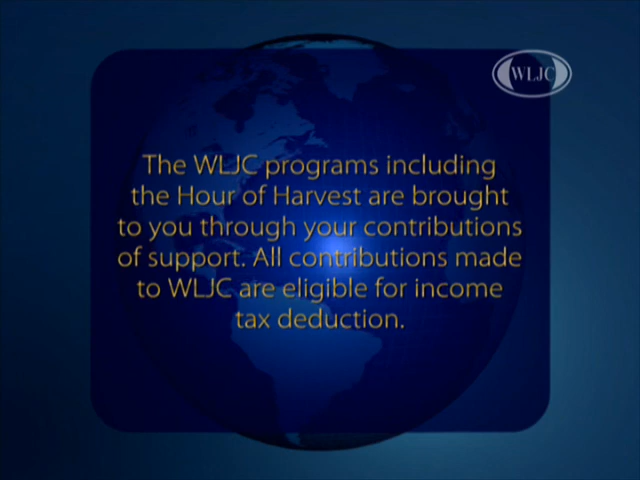 WLJC
The WLJC programs including
the Hour of Harvest are brought
to you through your contributions
of support. All contributions made
to WLJC are eligible for income
tax deduction.